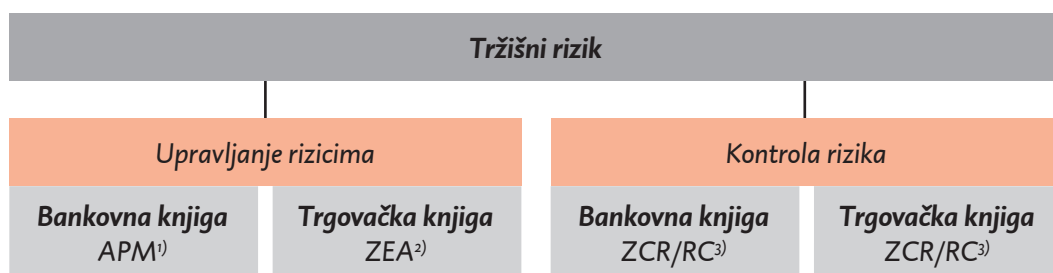 Tržišni rizik
Upravljanje rizicima
Kontrola rizika
Bankovna knjiga
APM¹⁾
Trgovačka knjiga
ZEA²⁾
Bankovna knjiga
ZCR/RC³⁾
Trgovačka knjiga
ZCR/RC³⁾